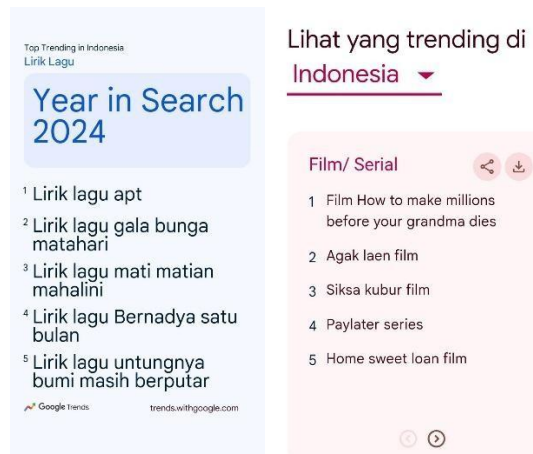 Top Trending in Indonesia
Lirik Lagu
Year in Search
2024
1 Lirik lagu apt
2 Lirik lagu gala bunga
matahari
3 Lirik lagu mati matian
mahalini
4 Lirik lagu Bernadya satu
bulan
5 Lirik lagu untungnya
bumi masih berputar
Google Trends
trends.withgoogle.com
Lihat yang trending di
Indonesia
Film/ Serial
1 Film How to make millions
before your grandma dies
2 Agak laen film
3 Siksa kubur film
4 Paylater series
5 Home sweet loan film